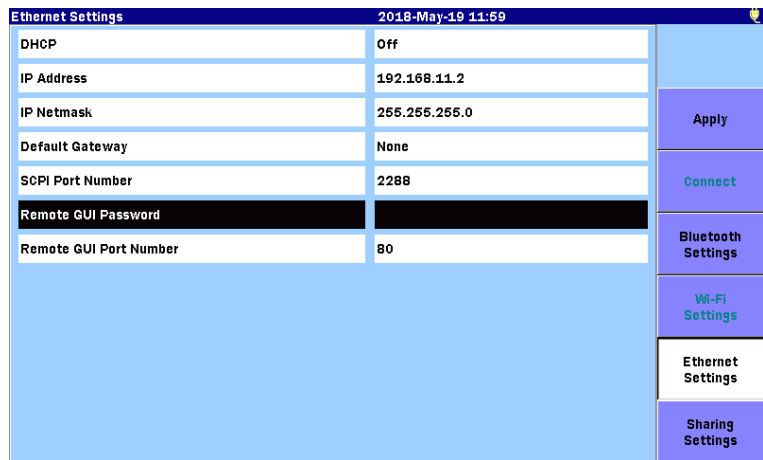 Ethernet Settings 2018-May-19 11:59
DHCP Off
IP Address 192.168.11.2
IP Netmask 255.255.255.0
Default Gateway None
SCPI Port Number 2288
Remote GUI Password
Remote GUI Port Number 80
Apply
Connect
Bluetooth
Settings
Wi-Fi
Settings
Ethernet
Settings
Sharing
Settings